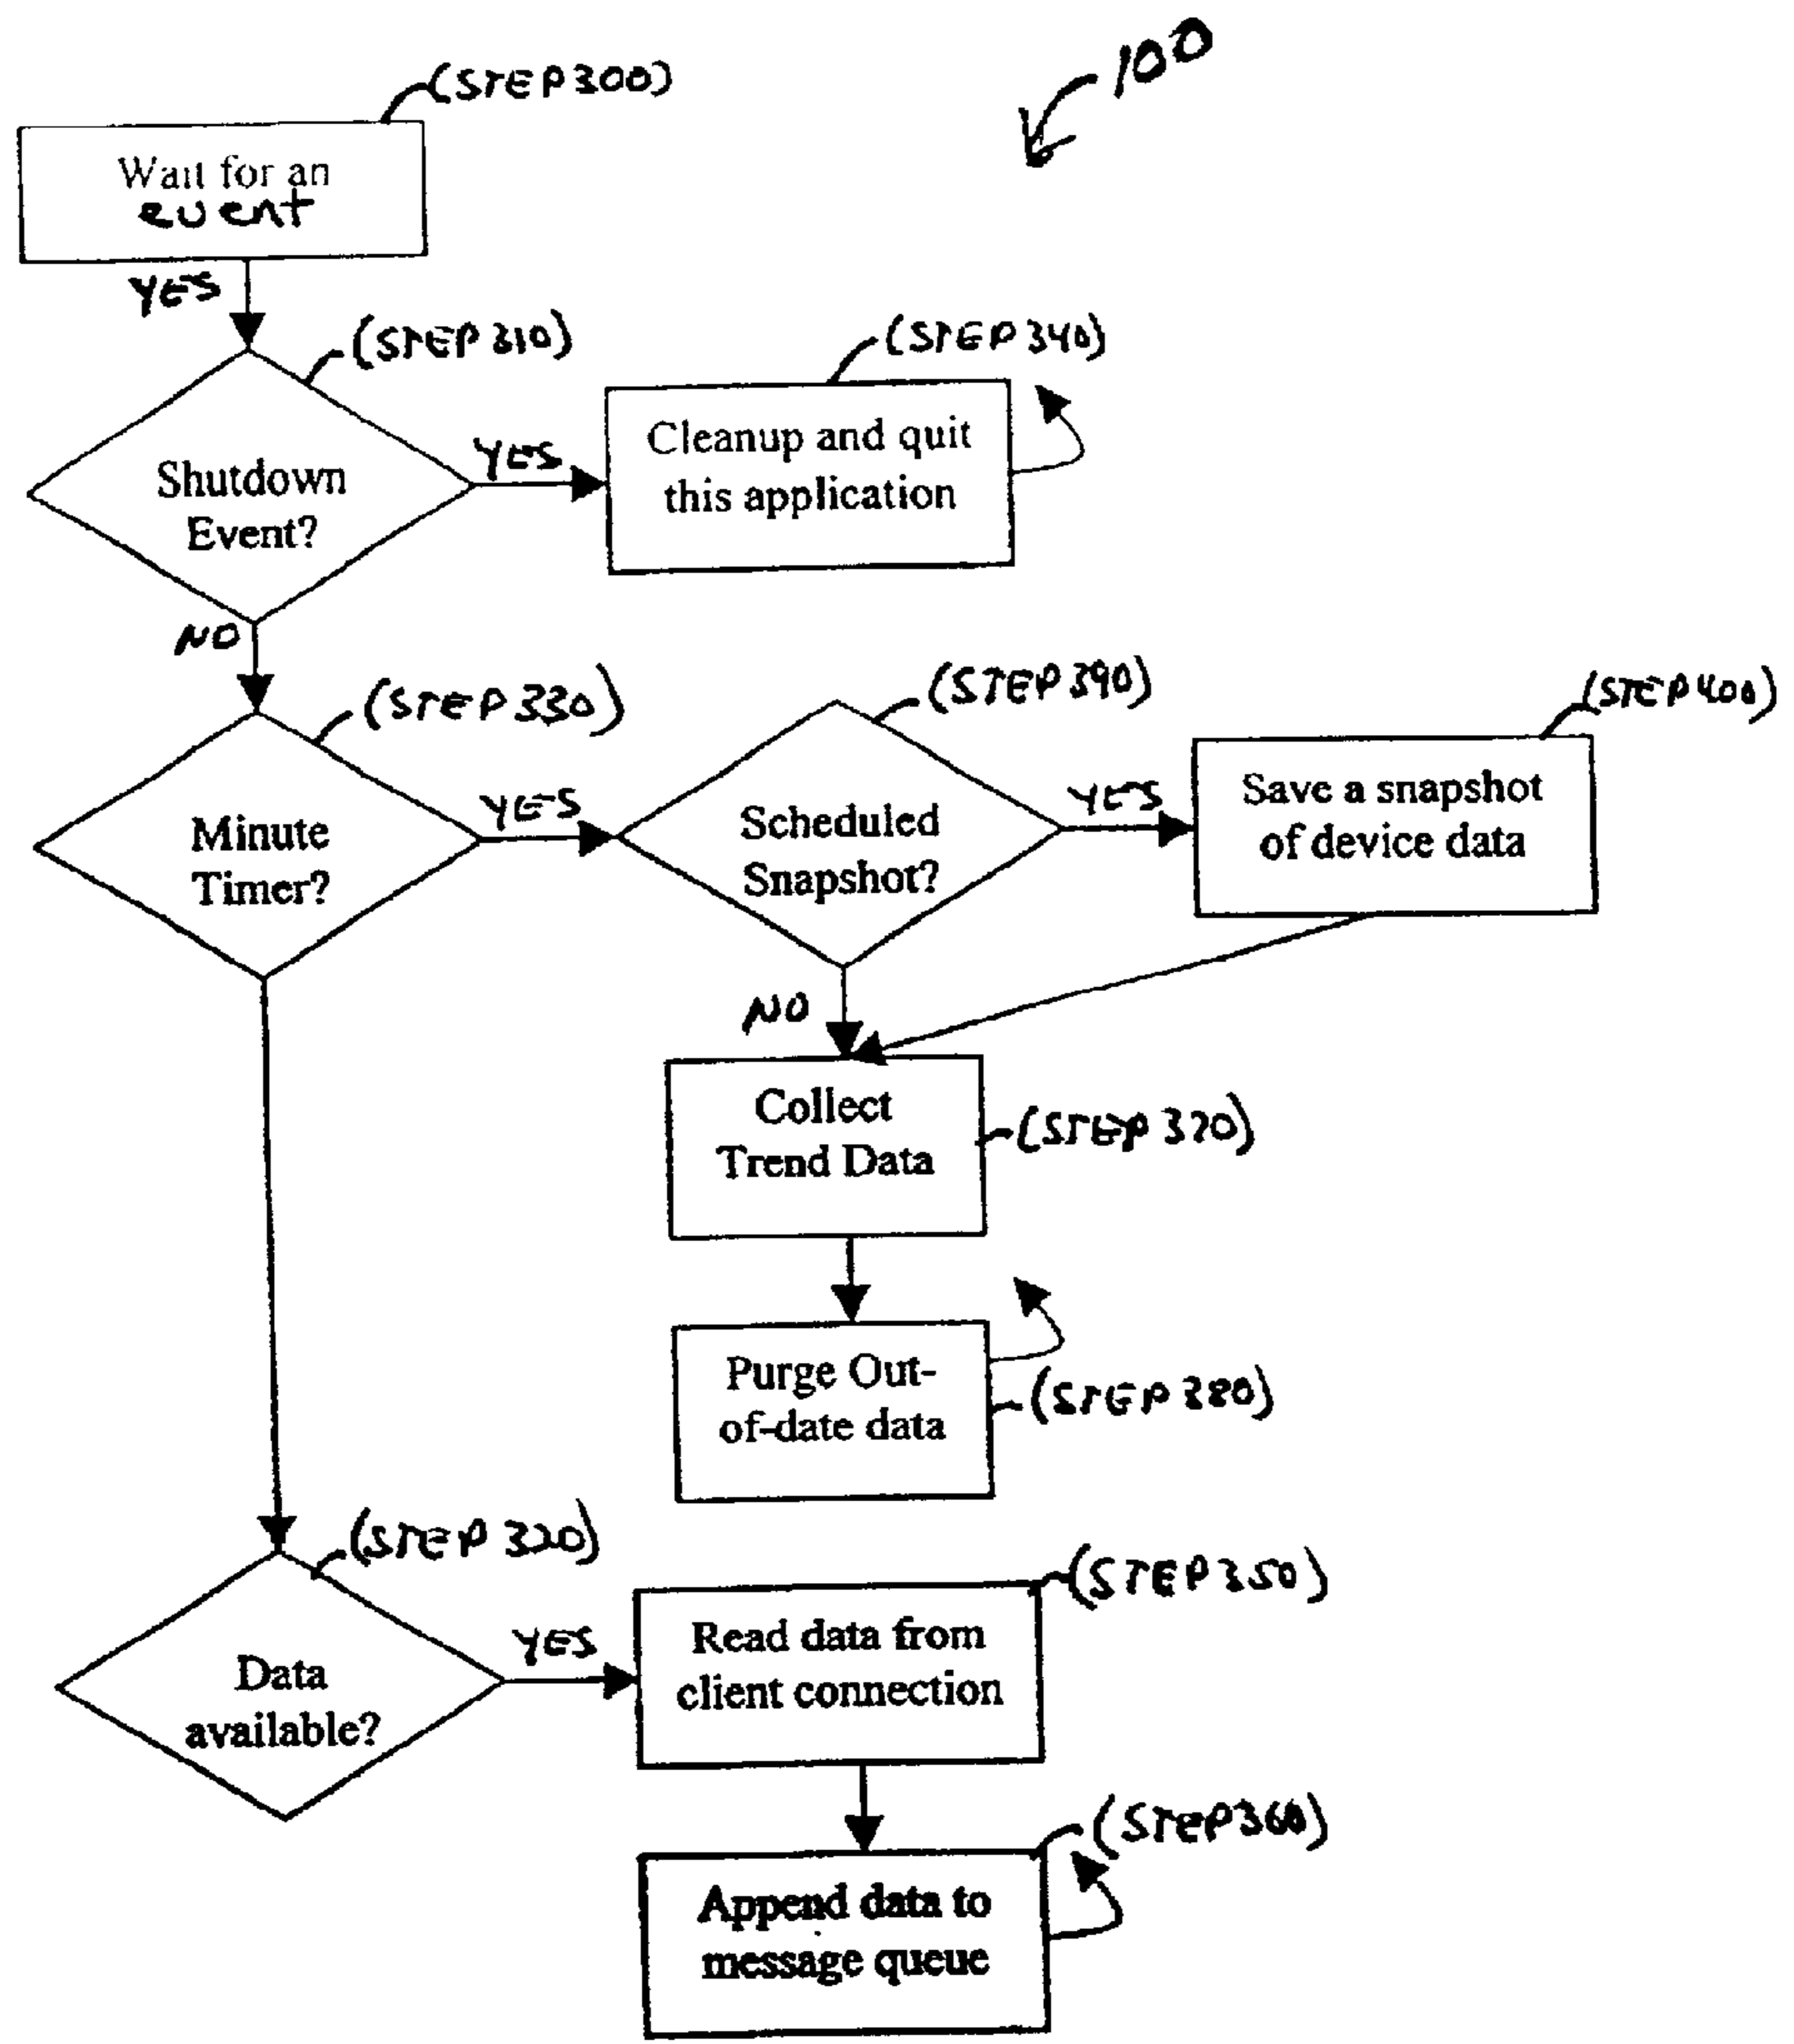 100
(STEP 300)
Wait for an
event
YES
(STEP 310)
(STEP 340)
Shutdown
Event?
YES
Cleanup and quit
this application
NO
(STEP 330)
(STEP 390)
(STEP 400)
Minute
Timer?
YES
Scheduled
Snapshot?
YES
Save a snapshot
of device data
NO
Collect
Trend Data
(STEP 370)
Purge Out-
of-date data
(STEP 380)
(STEP 320)
(STEP 350)
Data
available?
YES
Read data from
client connection
(STEP 360)
Append data to
message queue